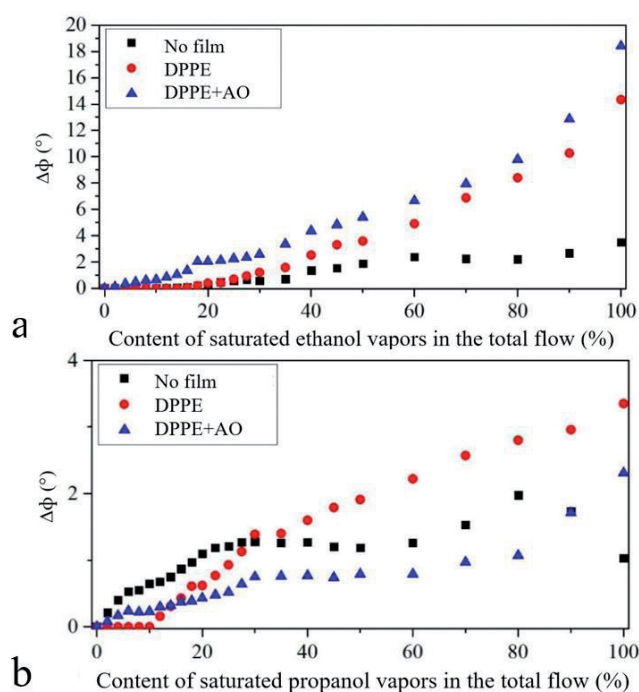 a
20
18
16
14
12
10
8
6
4
2
0
Δϕ (°)
No film
DPPE
DPPE+AO
0 20 40 60 80 100
Content of saturated ethanol vapors in the total flow (%)
b
4
2
0
Δϕ (°)
No film
DPPE
DPPE+AO
0 20 40 60 80 100
Content of saturated propanol vapors in the total flow (%)